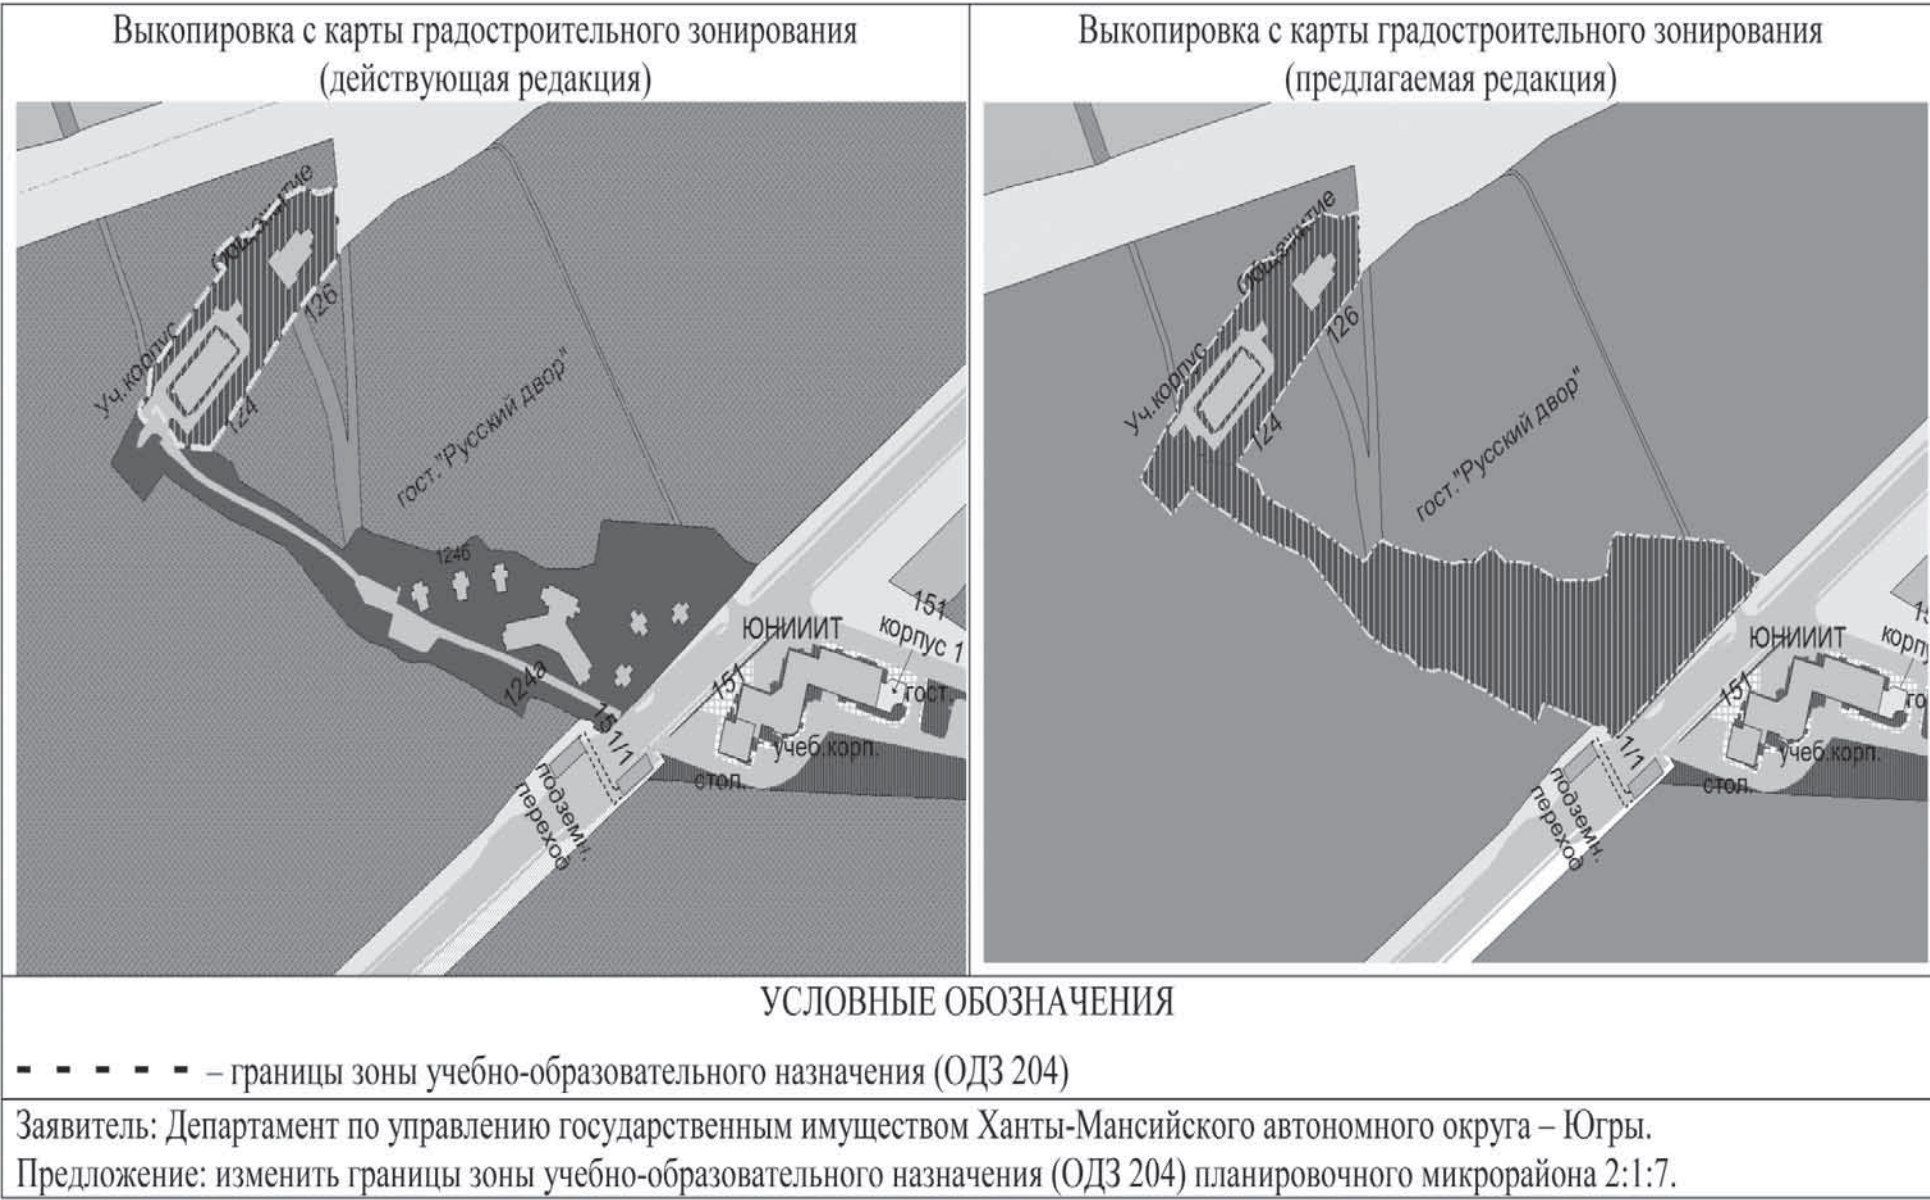 Выкопировка с карты градостроительного зонирования
(действующая редакция)
общежитие
126
Уч.корпус
124
гост."Русский двор"
124б
124а
ЮНИИИТ
151
корпус 1
гост.
151
151/1
учеб.корп.
стол.
подземн.
переход
Выкопировка с карты градостроительного зонирования
(предлагаемая редакция)
общежитие
126
Уч.корпус
124
гост."Русский двор"
ЮНИИИТ
151
1/1
учеб.корп.
стол.
подземн.
переход
УСЛОВНЫЕ ОБОЗНАЧЕНИЯ
– границы зоны учебно-образовательного назначения (ОДЗ 204)
Заявитель: Департамент по управлению государственным имуществом Ханты-Мансийского автономного округа – Югры.
Предложение: изменить границы зоны учебно-образовательного назначения (ОДЗ 204) планировочного микрорайона 2:1:7.